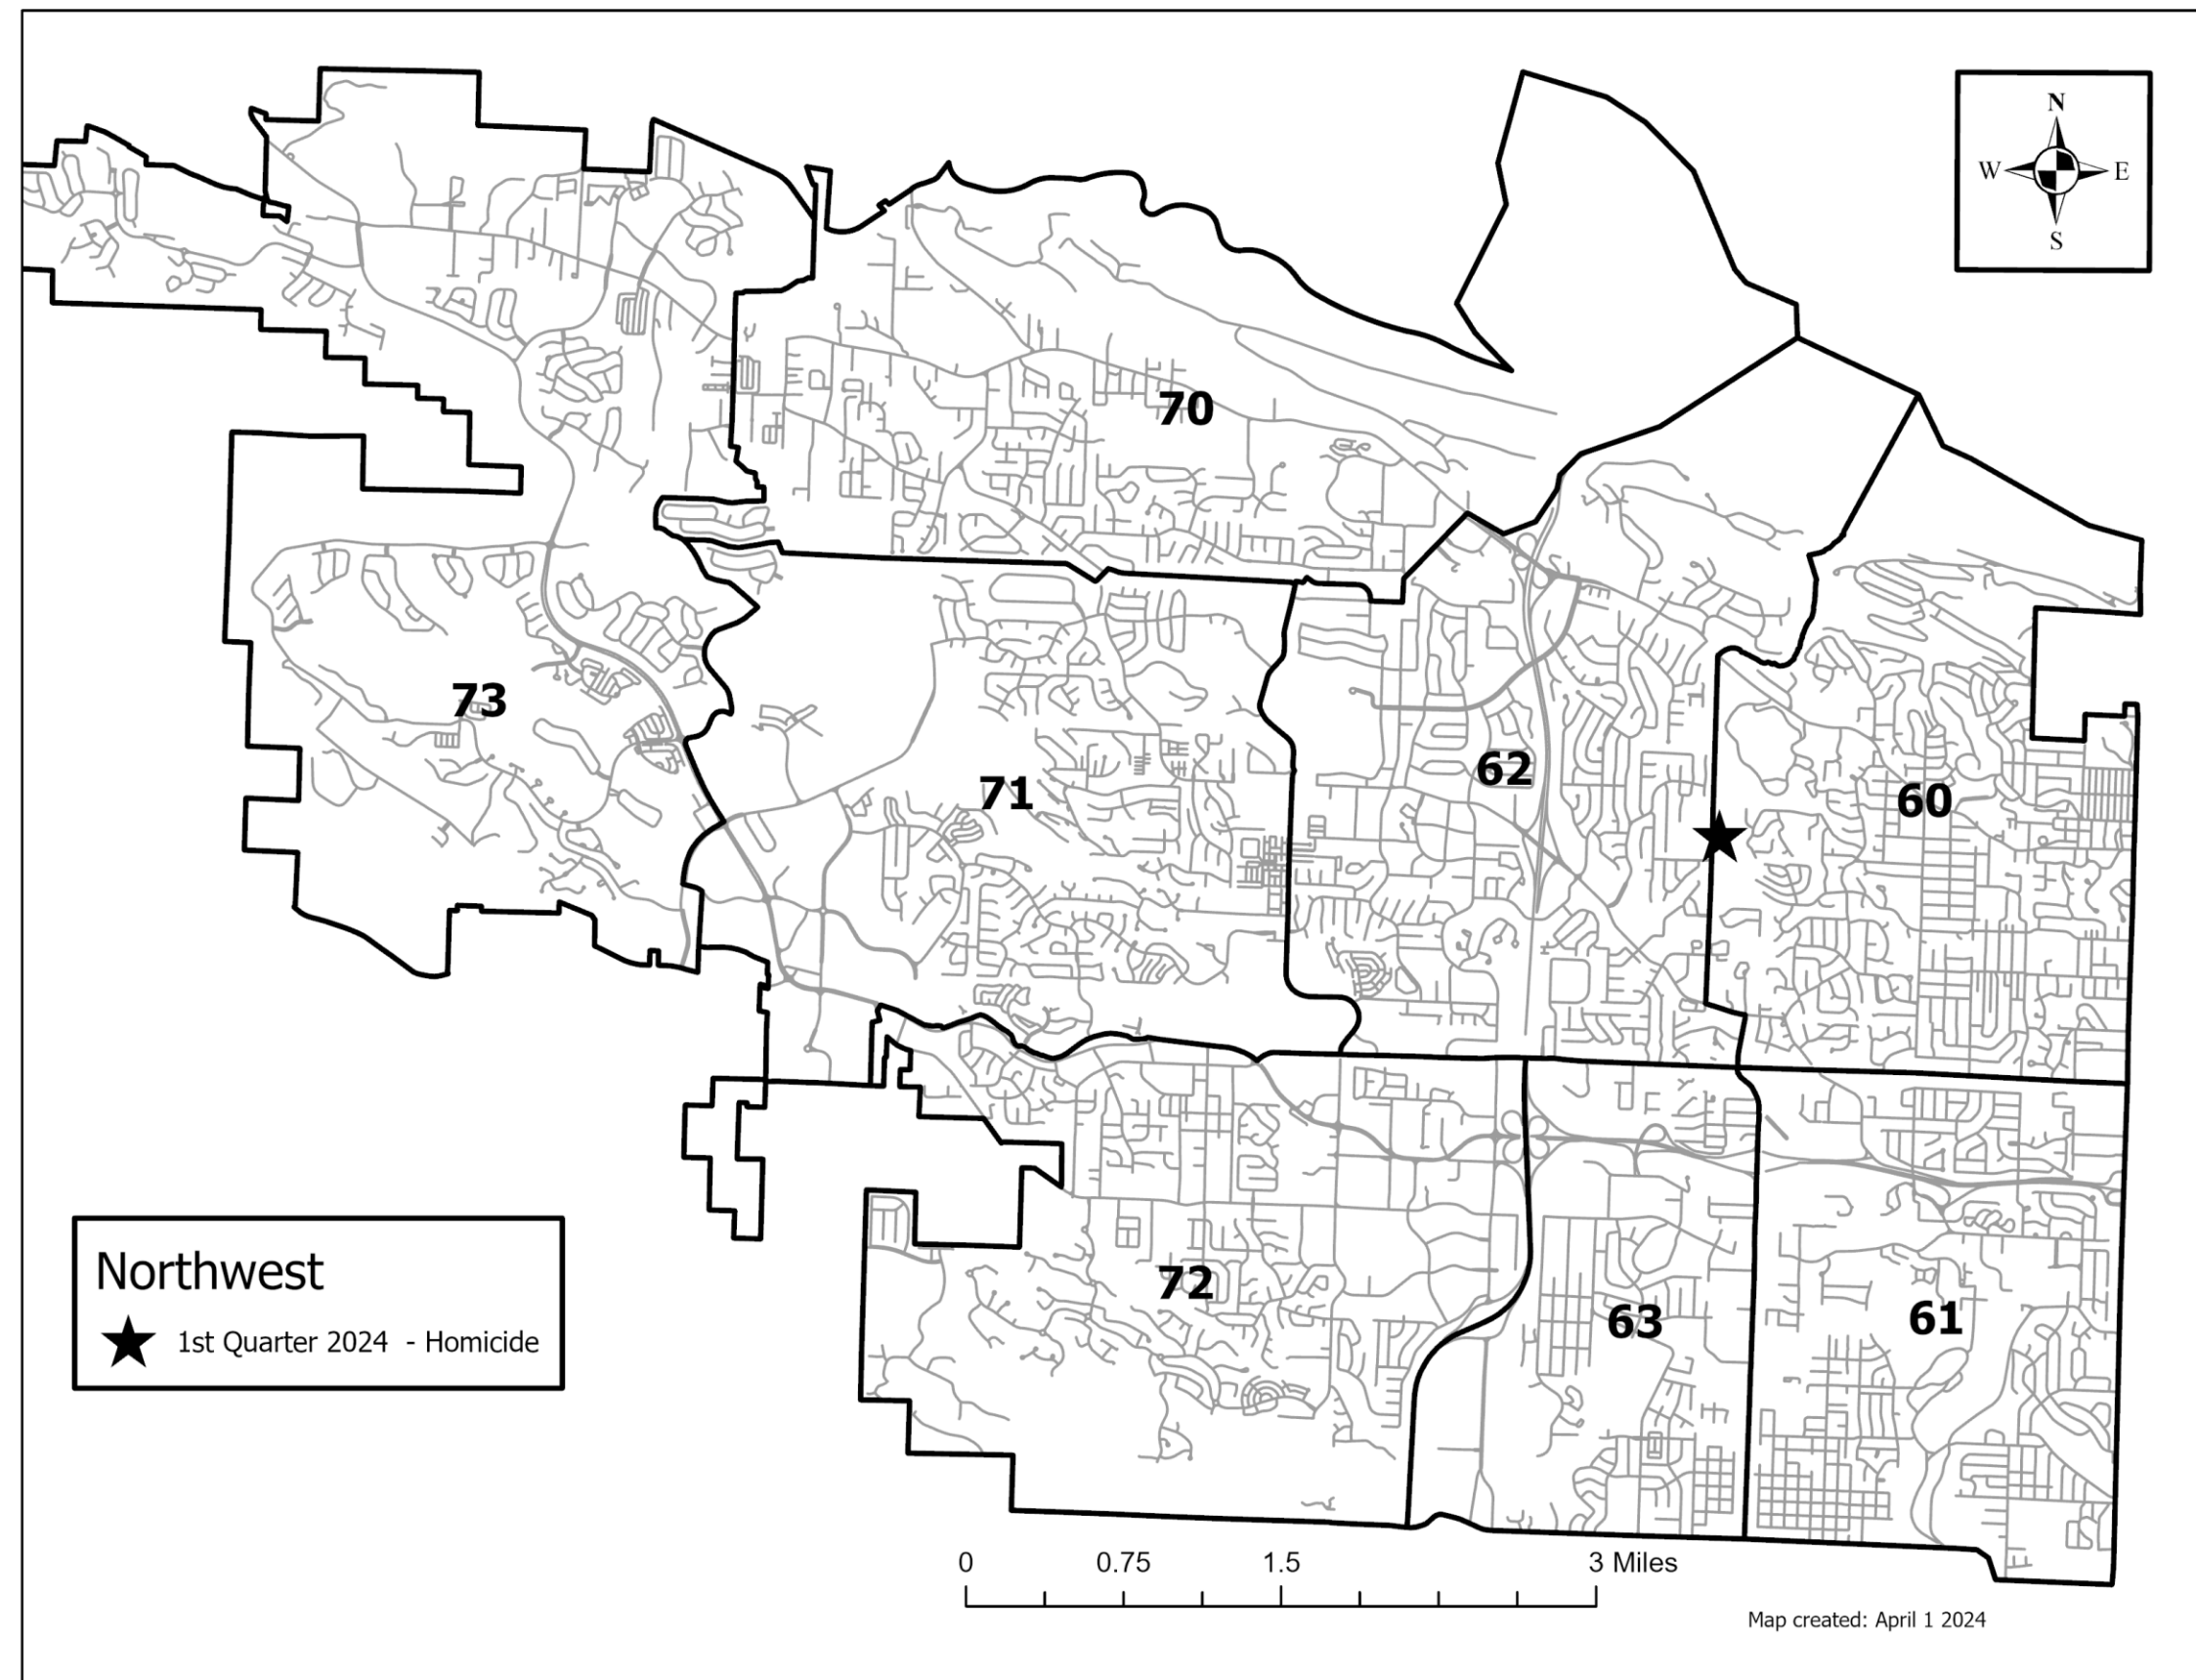 N
W E
S
70
73
71
62
60
72
63
61
Northwest
1st Quarter 2024 - Homicide
0 0.75 1.5 3 Miles
Map created: April 1 2024